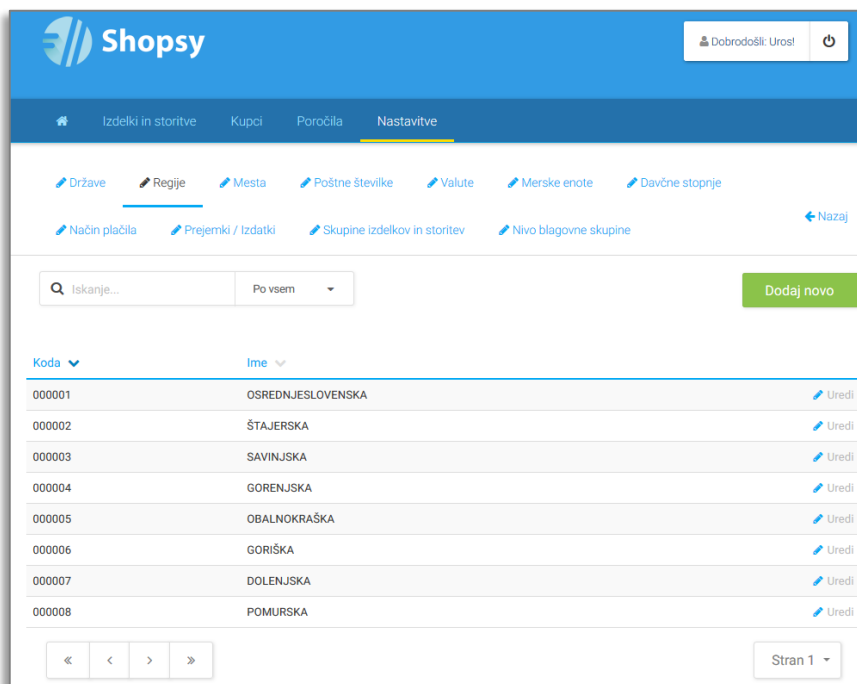 Shopsy
Dobrodošli: Uros!
Izdelki in storitve Kupci Poročila Nastavitve
Države Regije Mesta Poštne številke Valute Merske enote Davčne stopnje
Nazaj
Način plačila Prejemki / Izdatki Skupine izdelkov in storitev Nivo blagovne skupine
Iskanje... Po vsem Dodaj novo
Koda Ime
000001 OSREDNJESLOVENSKA Uredi
000002 ŠTAJERSKA Uredi
000003 SAVINJSKA Uredi
000004 GORENJSKA Uredi
000005 OBALNOKRAŠKA Uredi
000006 GORIŠKA Uredi
000007 DOLENJSKA Uredi
000008 POMURSKA Uredi
« < > » Stran 1